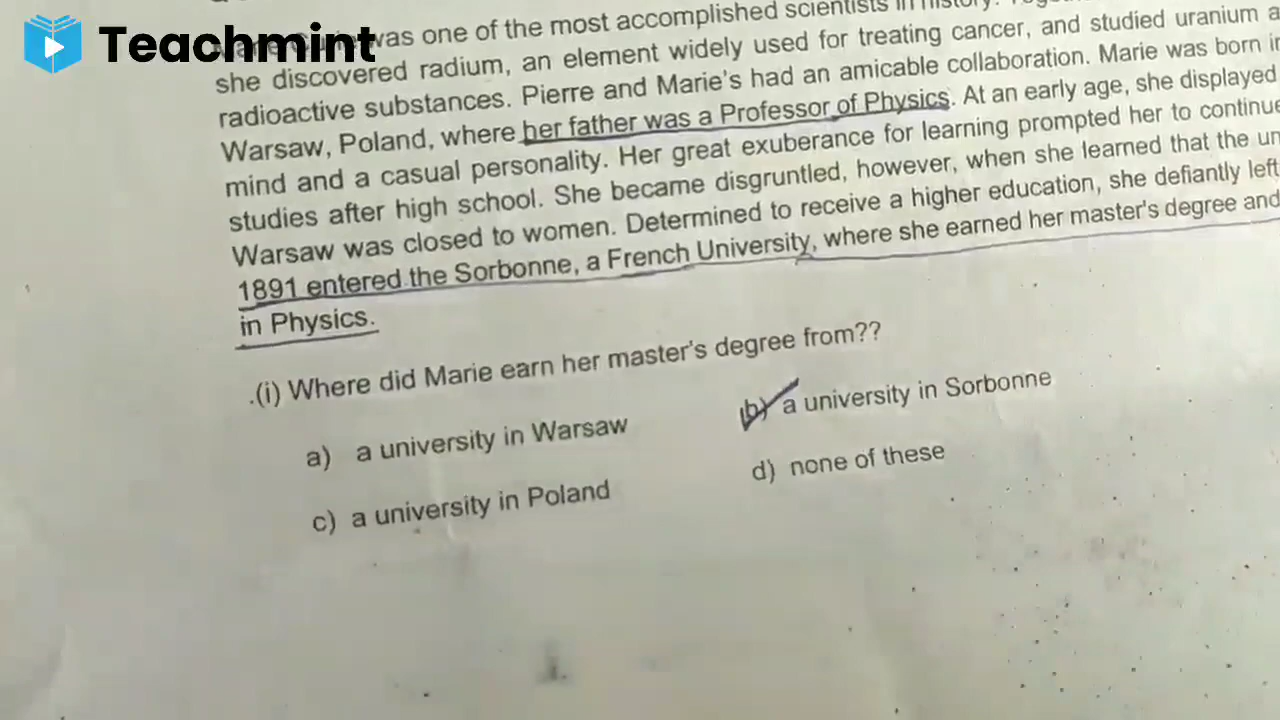 Teachmint
was one of the most accomplished scientists in history.
she discovered radium, an element widely used for treating cancer, and studied uranium a
radioactive substances. Pierre and Marie's had an amicable collaboration. Marie was born in
Warsaw, Poland, where her father was a Professor of Physics. At an early age, she displayed
mind and a casual personality. Her great exuberance for learning prompted her to continue
studies after high school. She became disgruntled, however, when she learned that the un
Warsaw was closed to women. Determined to receive a higher education, she defiantly left
1891 entered the Sorbonne, a French University, where she earned her master's degree and
in Physics.
.(i) Where did Marie earn her master's degree from??
a) a university in Warsaw
(b) a university in Sorbonne
c) a university in Poland
d) none of these